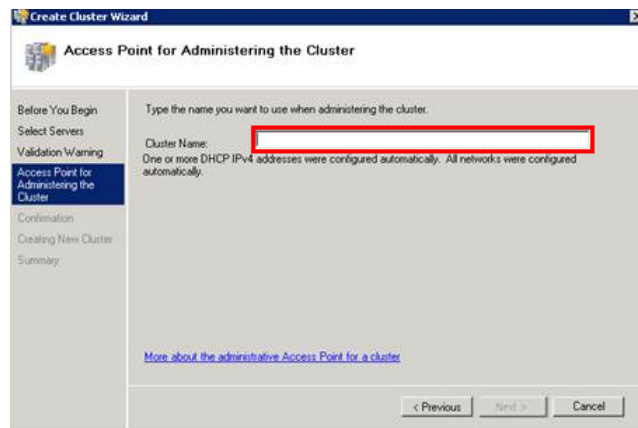 Create Cluster Wizard
Access Point for Administering the Cluster
Before You Begin
Select Servers
Validation Warning
Access Point for
Administering the
Cluster
Confirmation
Creating New Cluster
Summary
Type the name you want to use when administering the cluster.
Cluster Name:
One or more DHCP IPv4 addresses were configured automatically. All networks were configured
automatically.
More about the administrative Access Point for a cluster
< Previous
Next >
Cancel